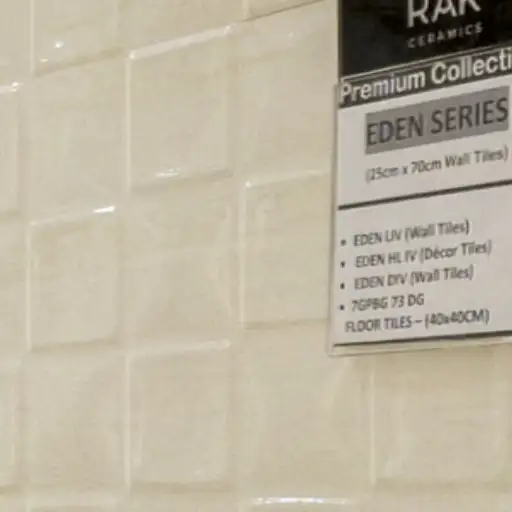 RAK
CERAMICS
Premium Collecti
EDEN SERIES
(25cm x 70cm Wall Tiles)
• EDEN LIV (Wall Tiles)
• EDEN HL IV (Décor Tiles)
• EDEN DIV (Wall Tiles)
• 7GPBG 73 DG
FLOOR TILES – (40x40CM)